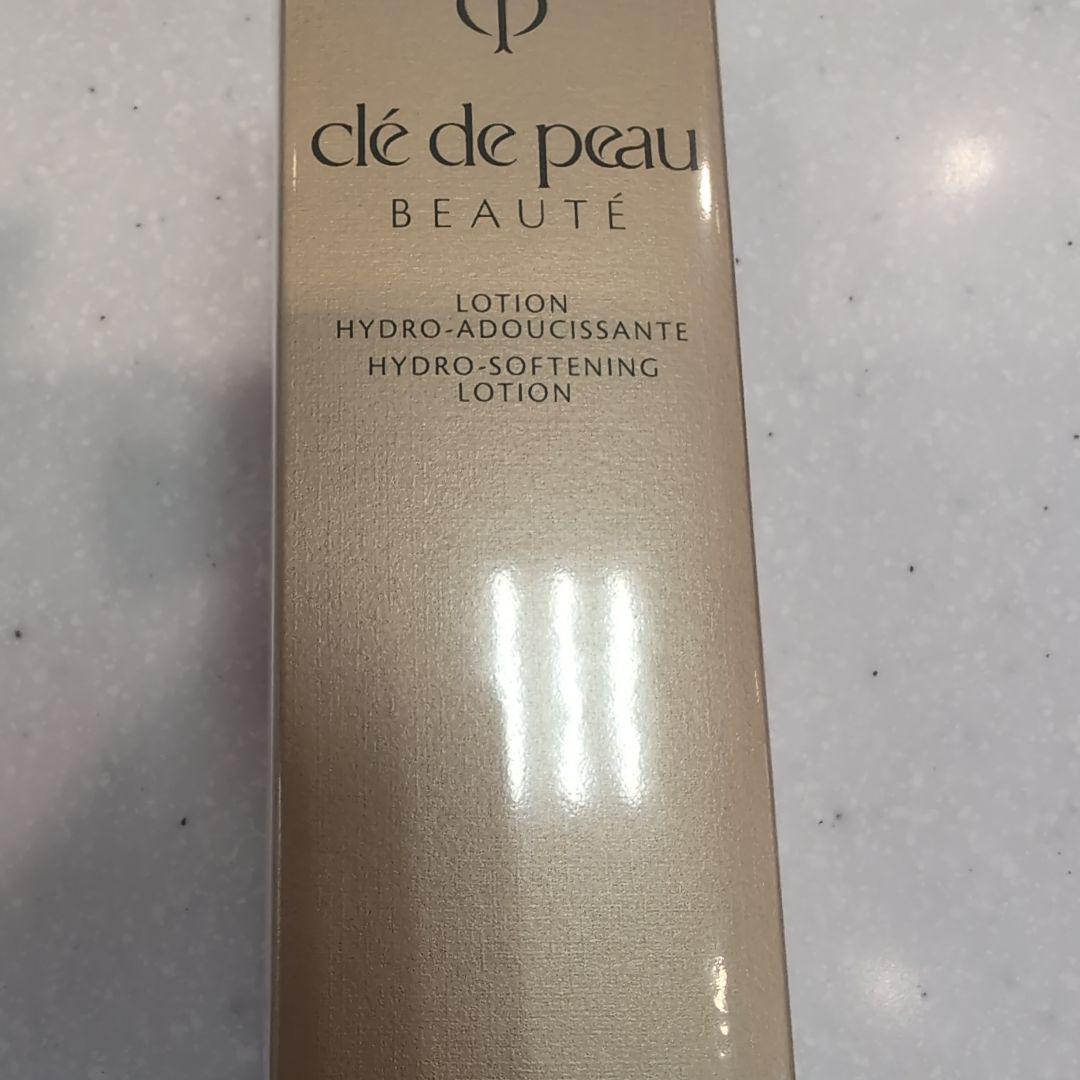 clé de peau
BEAUTÉ
LOTION
HYDRO-ADOUCISSANTE
HYDRO-SOFTENING
LOTION